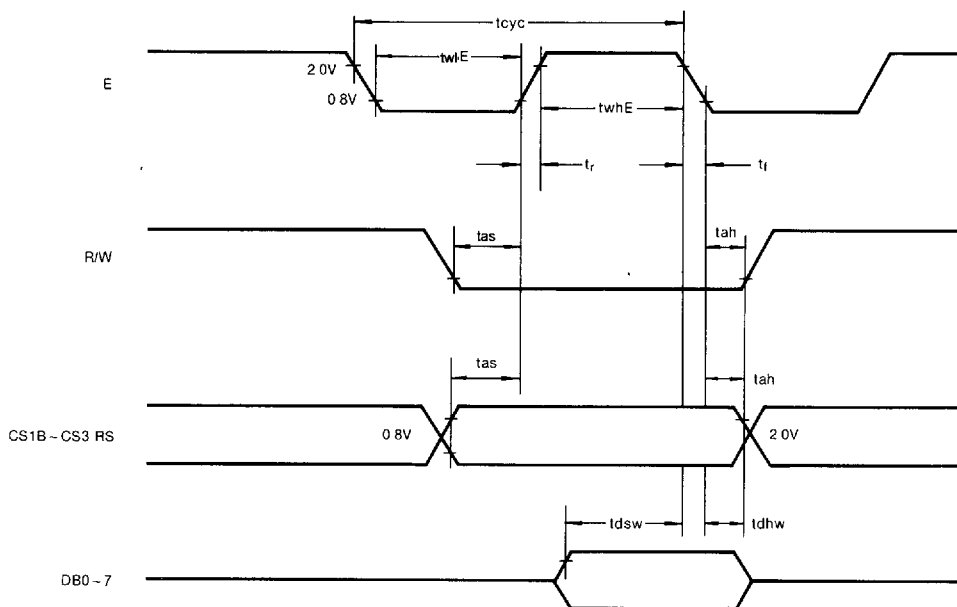 tcyc
twlE
2 0V
E
0 8V
twhE
tr
tf
tas
tah
R/W
tas
tah
CS1B ~ CS3 RS
0 8V
2 0V
tdsw
tdhw
DB0 ~ 7